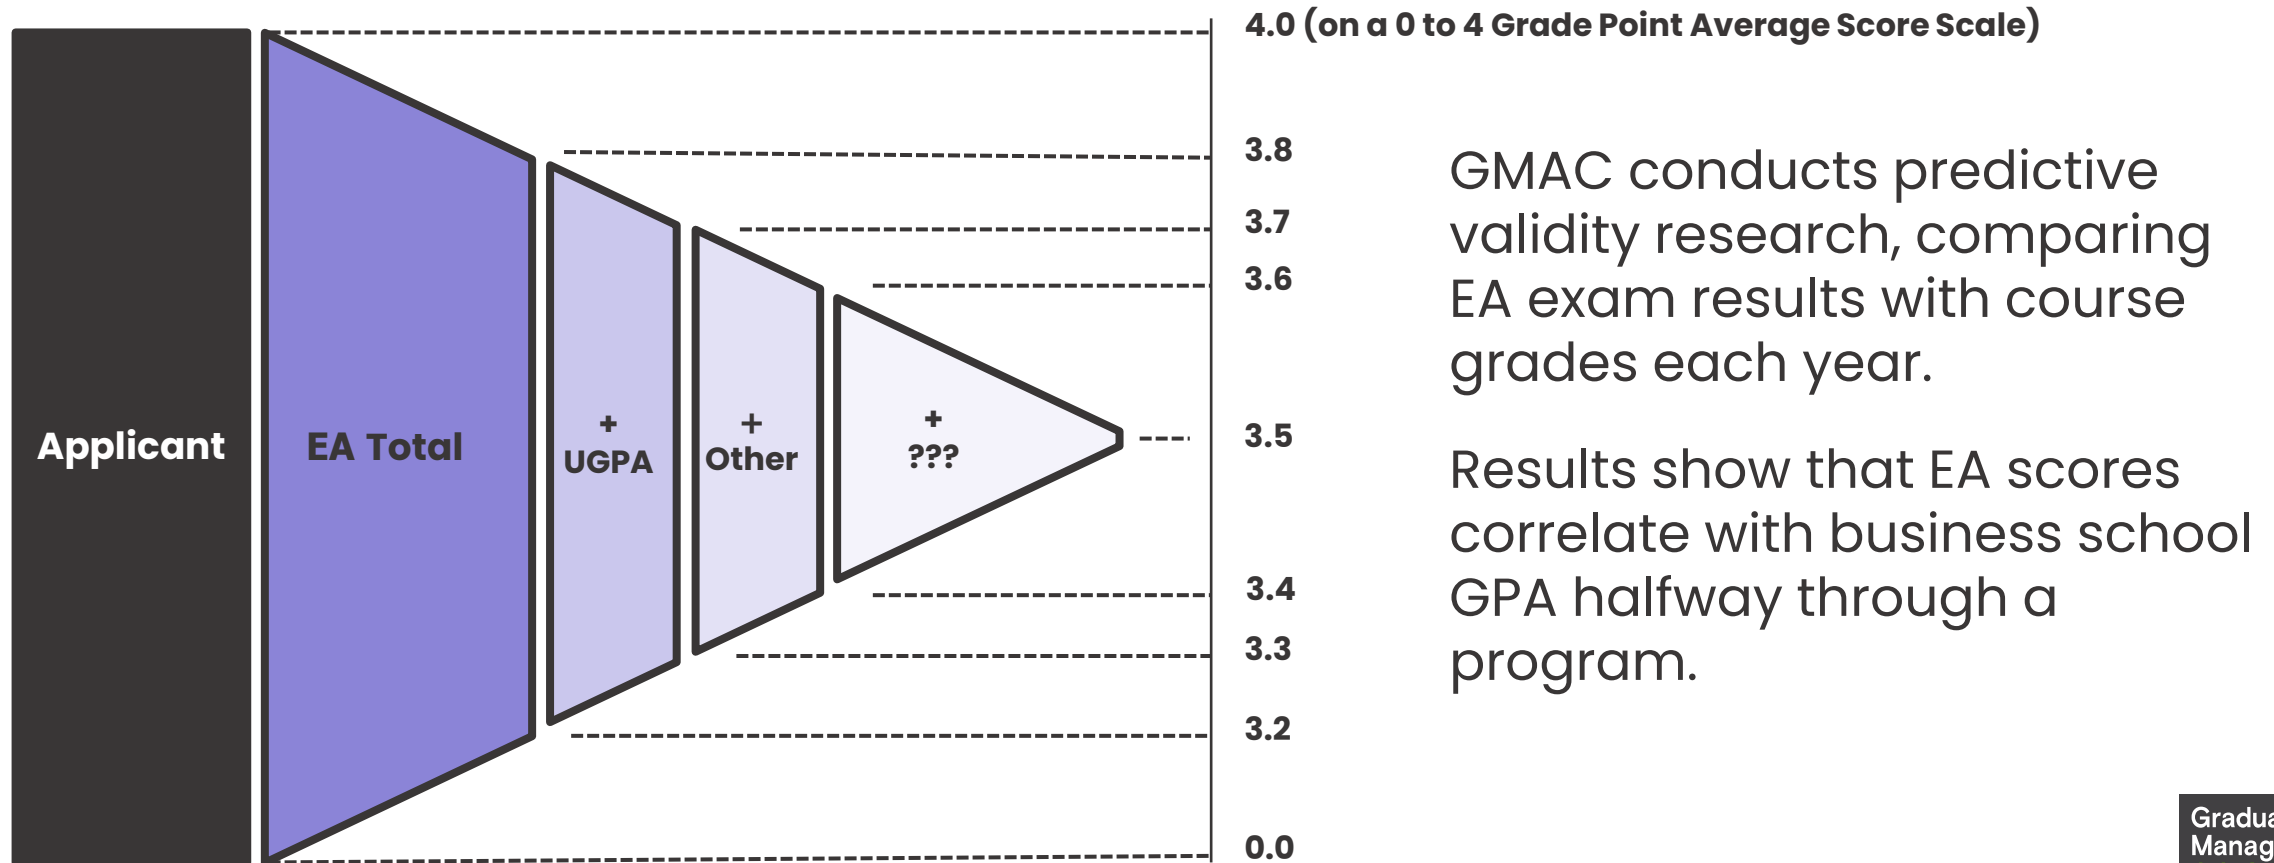 4.0 (on a 0 to 4 Grade Point Average Score Scale)
3.8
3.7
3.6
3.5
3.4
3.3
3.2
0.0
Applicant
EA Total
+
UGPA
+
Other
+
???
GMAC conducts predictive
validity research, comparing
EA exam results with course
grades each year.
Results show that EA scores
correlate with business school
GPA halfway through a
program.